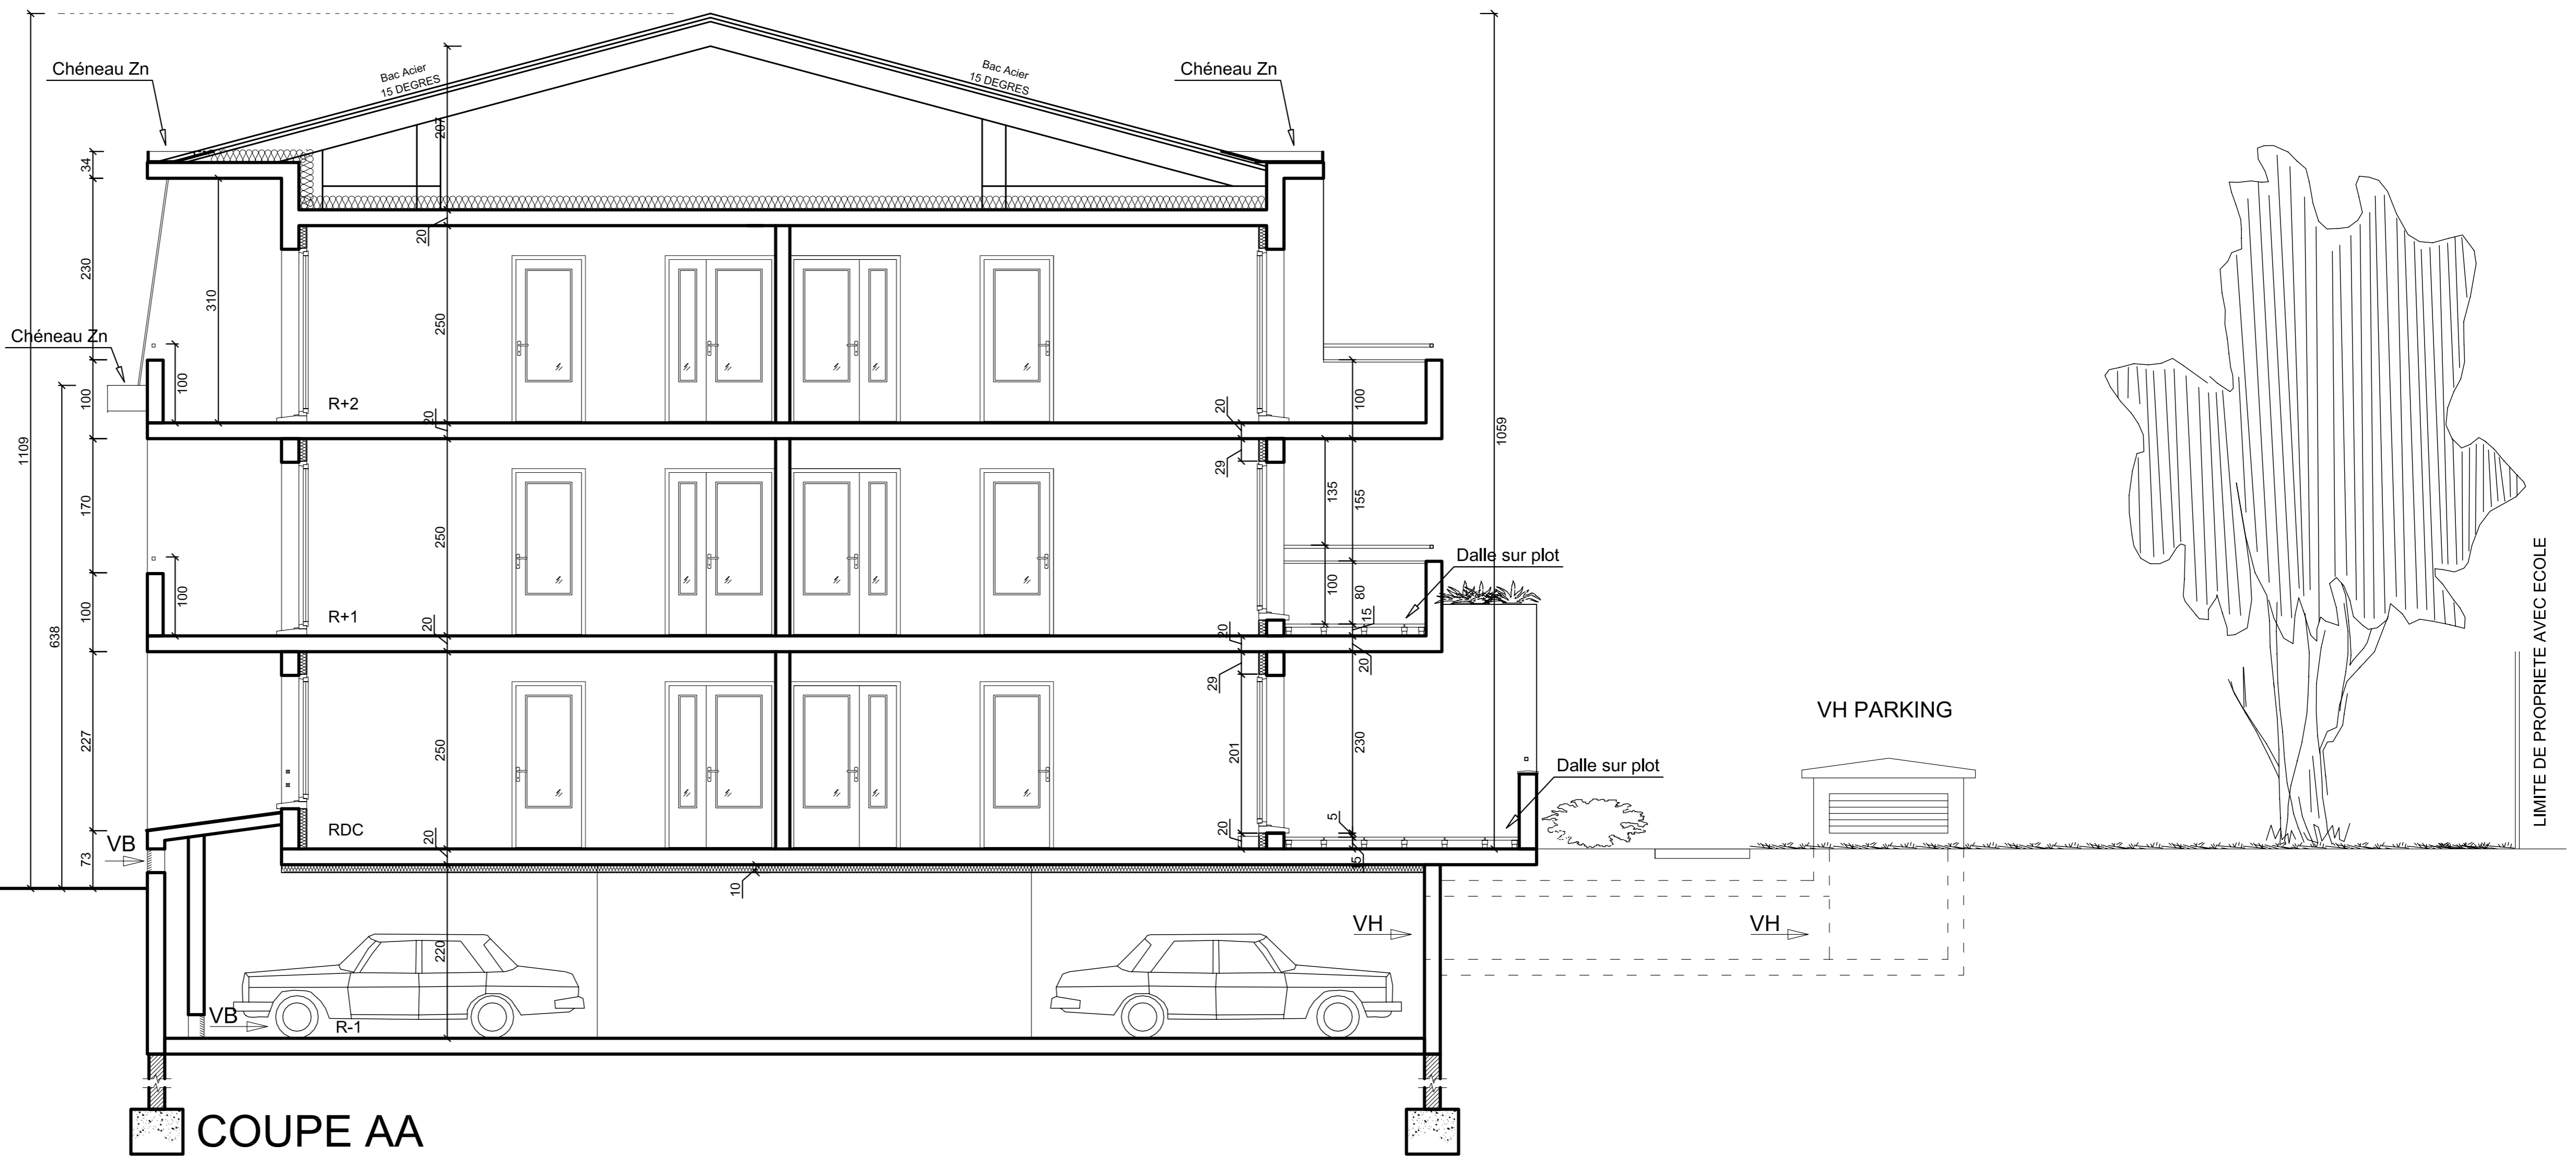 Chéneau Zn
Bac Acier
15 DEGRES
Bac Acier
15 DEGRES
Chéneau Zn
34
207
20
230
310
250
Chéneau Zn
100
100
R+2
20
20
100
1109
1059
29
170
135
155
250
Dalle sur plot
100
100
R+1
20
20
100
80
15
638
20
29
LIMITE DE PROPRIETE AVEC ECOLE
VH PARKING
227
250
201
230
Dalle sur plot
RDC
20
20
5
15
VB
73
10
VH
VH
220
VB
R-1
COUPE AA